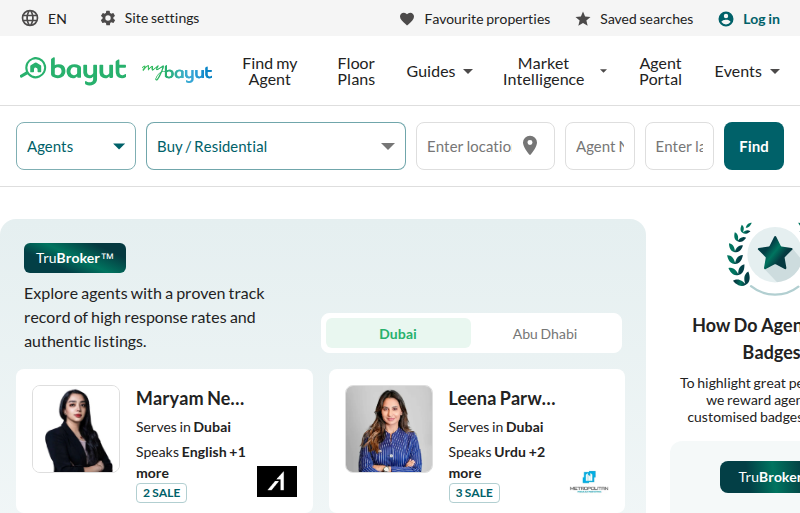 EN
Site settings
Favourite properties
Saved searches
Log in
bayut
my bayut
Find my
Agent
Floor
Plans
Guides
Market
Intelligence
Agent
Portal
Events
Agents
Buy / Residential
Enter locatio
Agent N
Enter la
Find
TruBroker™
Explore agents with a proven track
record of high response rates and
authentic listings.
Dubai
Abu Dhabi
Maryam Ne...
Serves in Dubai
Speaks English +1
more
2 SALE
Leena Parw...
Serves in Dubai
Speaks Urdu +2
more
3 SALE
METROPOLITAN
How Do Agen
Badges
To highlight great pe
we reward agen
customised badges
TruBroker